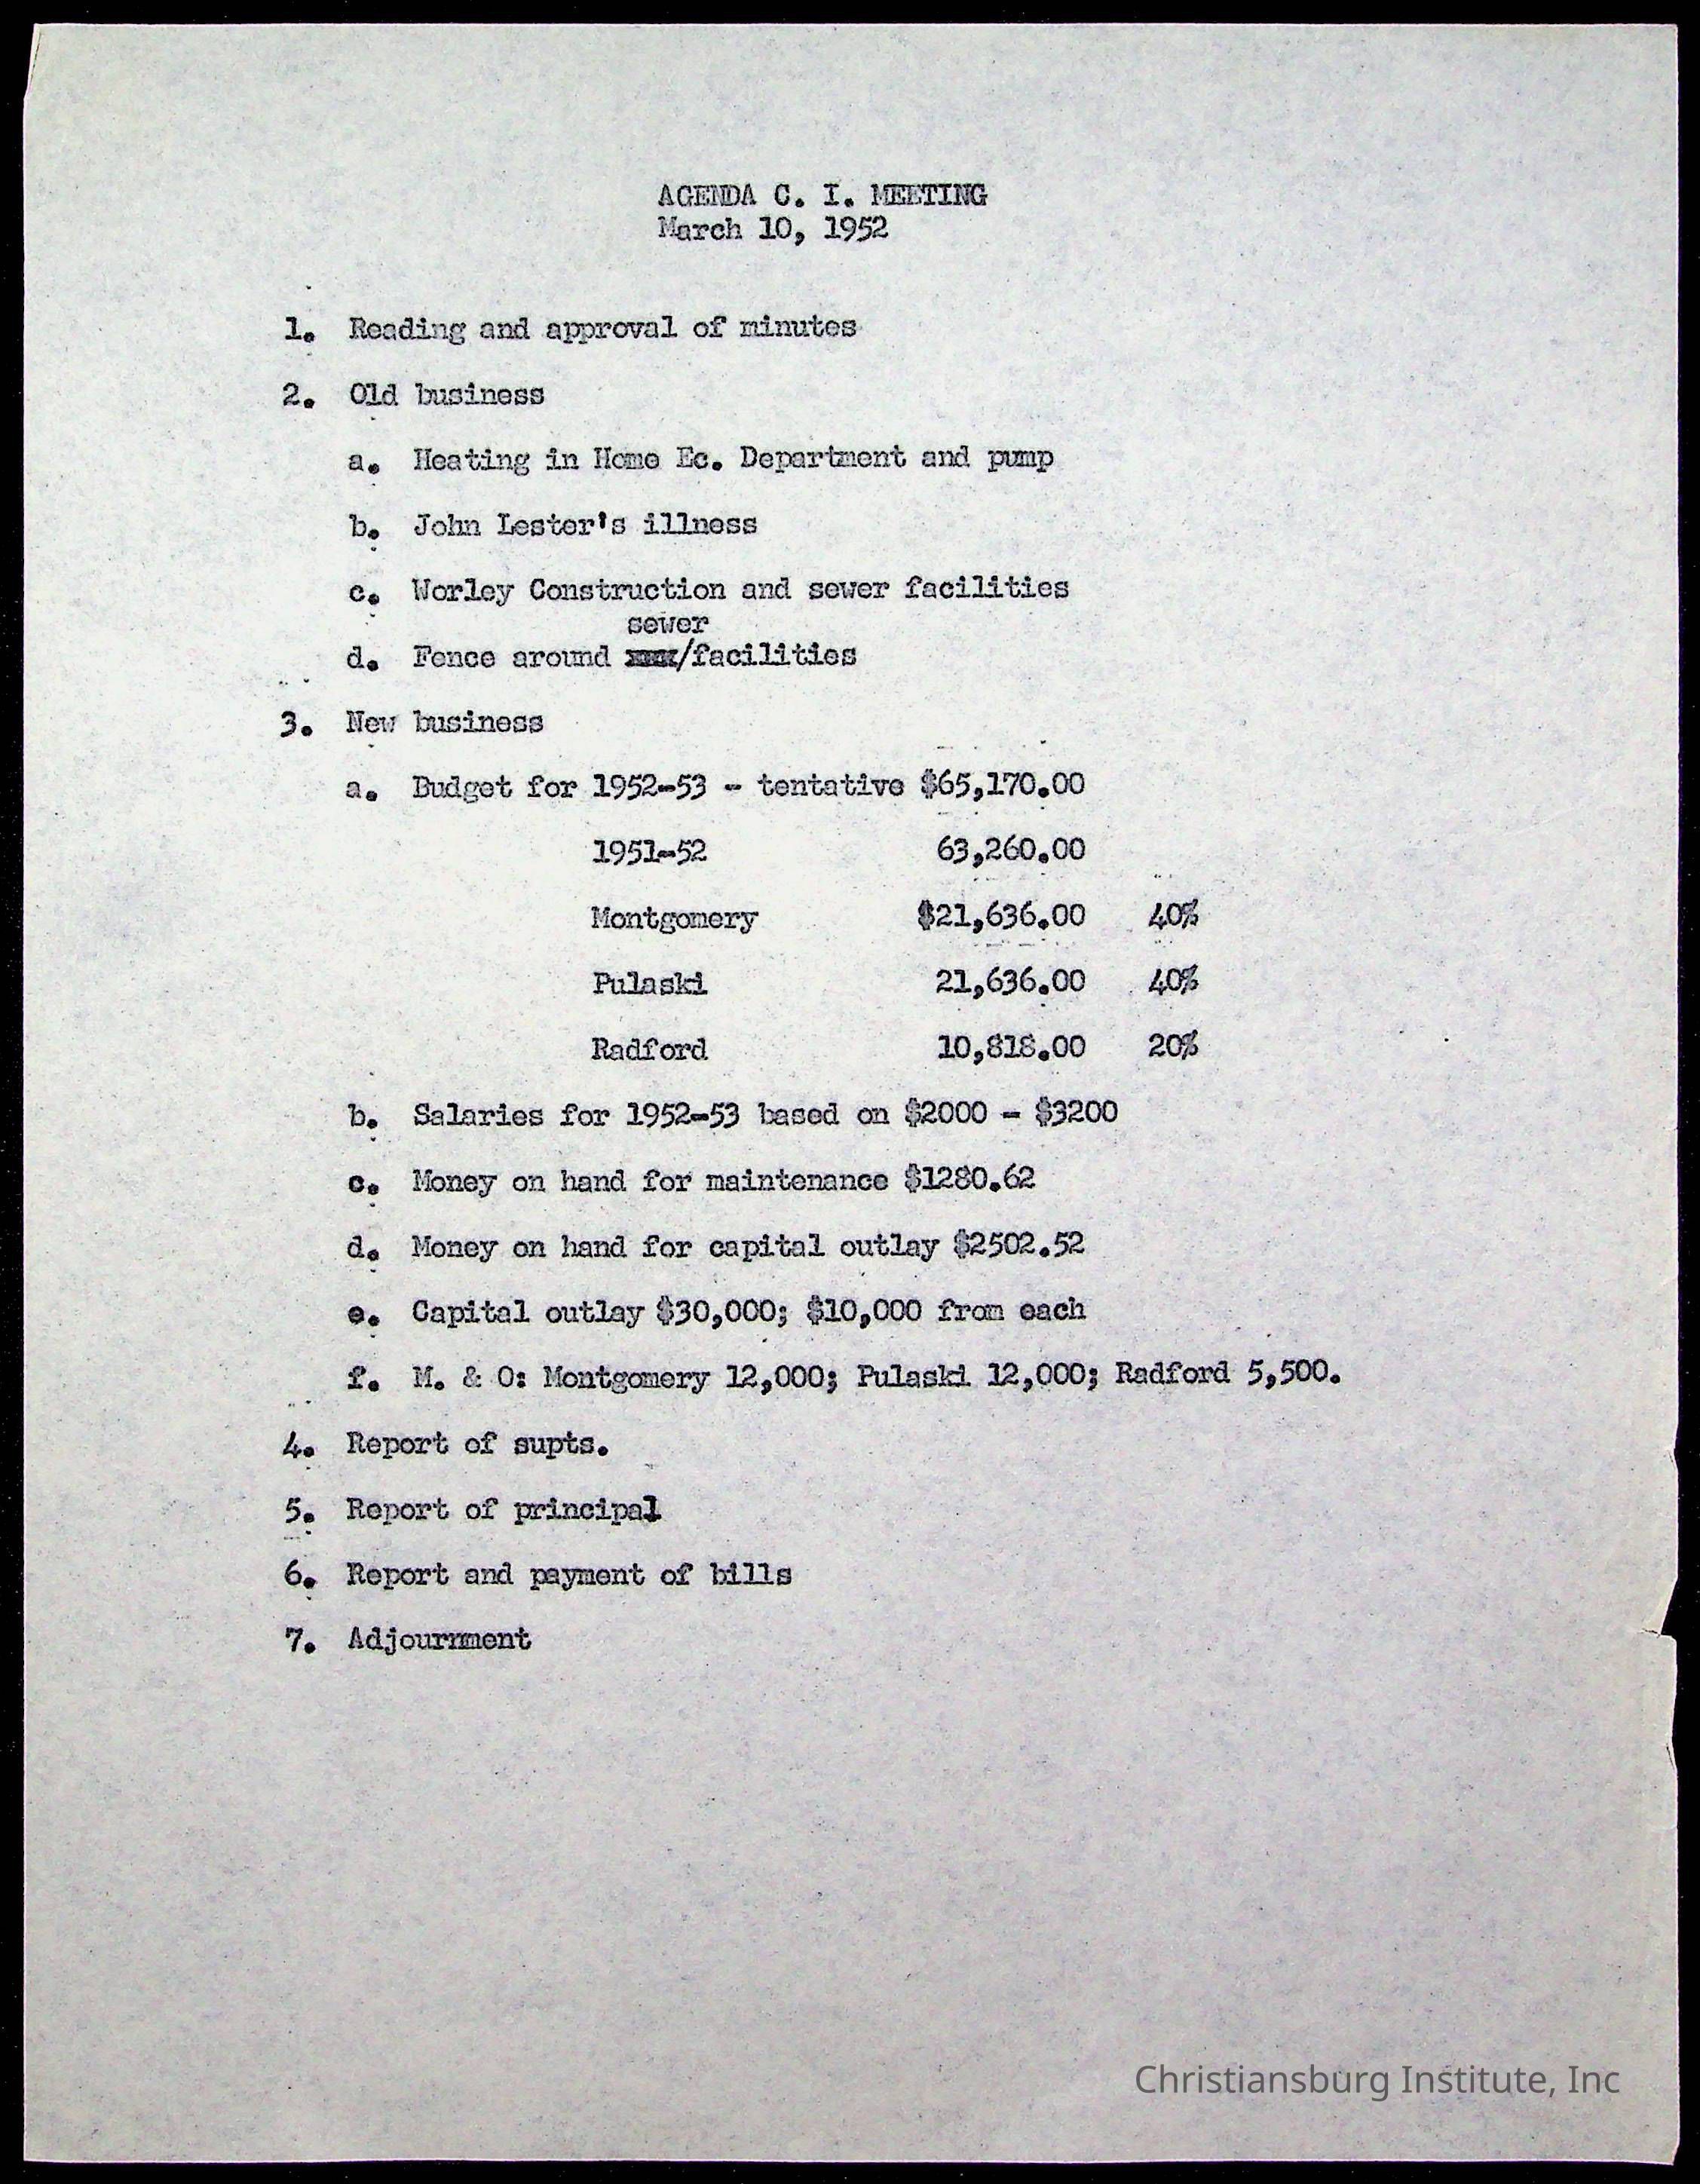 AGENDA C. I. MEETING
March 10, 1952
1. Reading and approval of minutes
2. Old business
a. Heating in Home Ec. Department and pump
b. John Lester's illness
c. Worley Construction and sewer facilities
sewer
d. Fence around xxxx/facilities
3. New business
a. Budget for 1952-53 - tentative $65,170.00
1951-52 63,260.00
Montgomery $21,636.00 40%
Pulaski 21,636.00 40%
Radford 10,818.00 20%
b. Salaries for 1952-53 based on $2000 - $3200
c. Money on hand for maintenance $1280.62
d. Money on hand for capital outlay $2502.52
e. Capital outlay $30,000; $10,000 from each
f. M. & O: Montgomery 12,000; Pulaski 12,000; Radford 5,500.
4. Report of supts.
5. Report of principal
6. Report and payment of bills
7. Adjournment
Christiansburg Institute, Inc